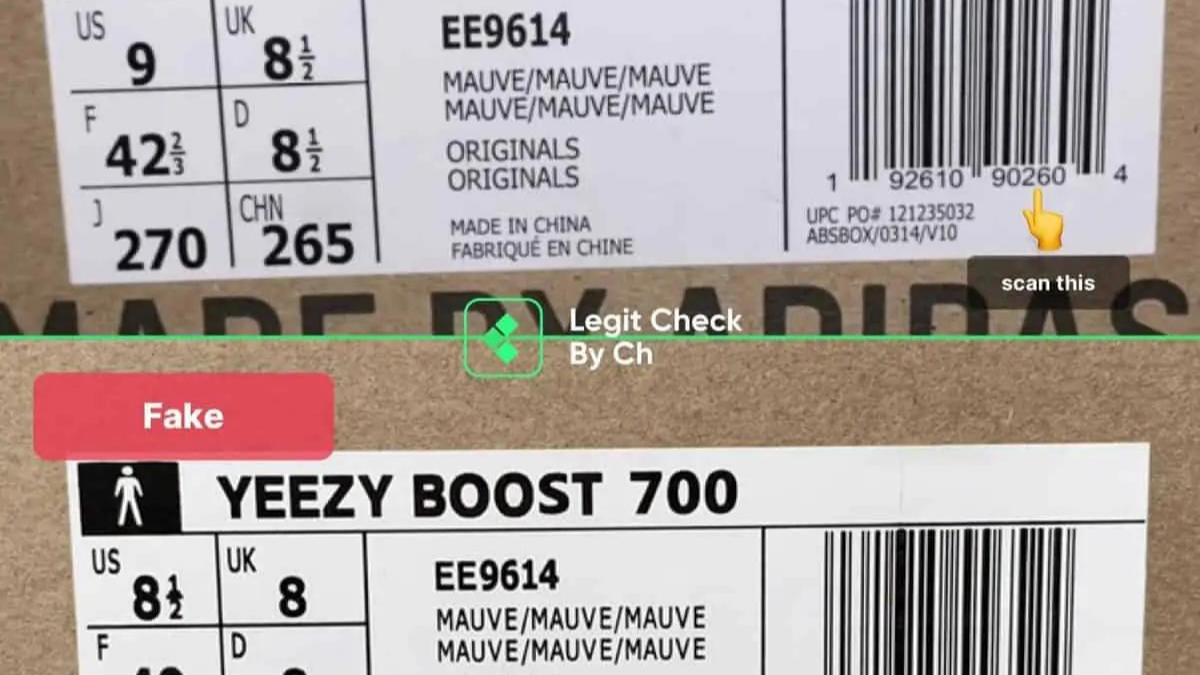 US 9 UK 8½
EE9614
MAUVE/MAUVE/MAUVE
MAUVE/MAUVE/MAUVE
F 42⅔ D 8½
ORIGINALS
ORIGINALS
J 270 CHN 265
MADE IN CHINA
FABRIQUÉ EN CHINE
1 92610 90260 4
UPC PO# 121235032
ABSBOX/0314/V10
scan this
MADE BY ADIDAS
Legit Check
By Ch
Fake
YEEZY BOOST 700
US 8½ UK 8
EE9614
MAUVE/MAUVE/MAUVE
MAUVE/MAUVE/MAUVE
F D